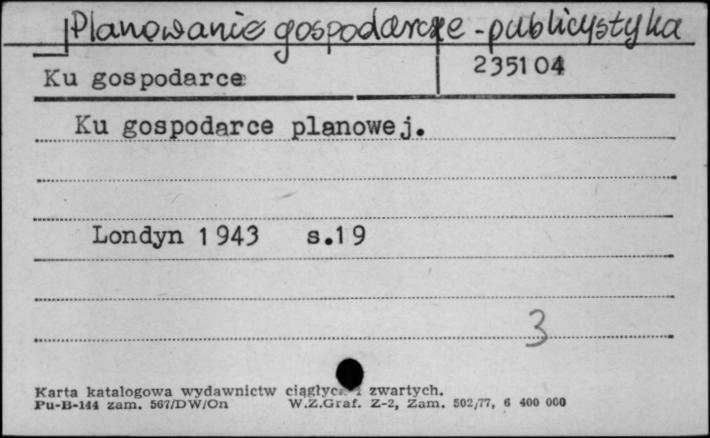 Planowanie gospodarcze - publicystyka
Ku gospodarce
235104
Ku gospodarce planowej.
Londyn 1943 s.19
3
Karta katalogowa wydawnictw ciągłych i zwartych.
Pu-B-144 zam. 567/DW/On W.Z.Graf. Z-2, Zam. 502/77, 6 400 000